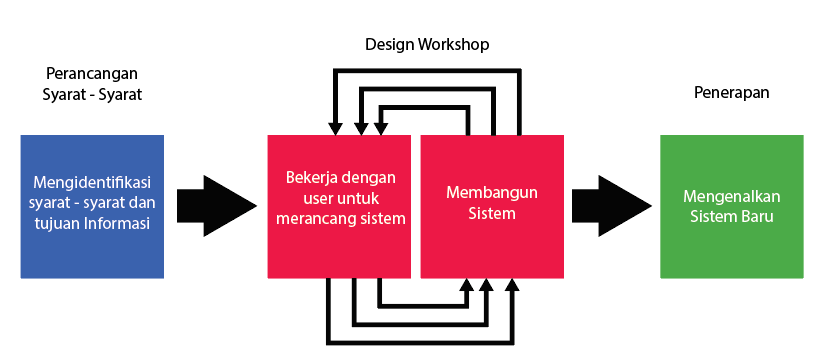 Design Workshop
Perancangan
Syarat - Syarat
Penerapan
Mengidentifikasi
syarat - syarat dan
tujuan Informasi
Bekerja dengan
user untuk
merancang sistem
Membangun
Sistem
Mengenalkan
Sistem Baru